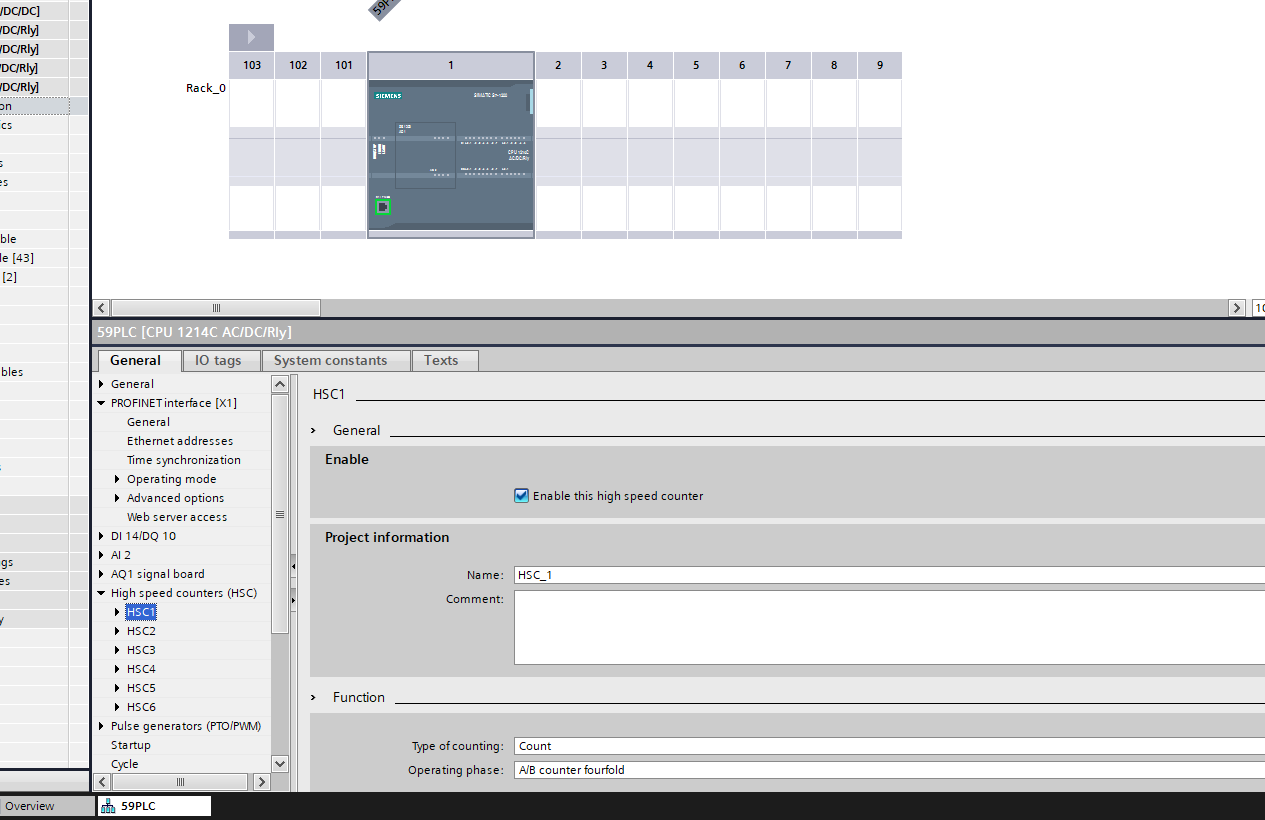 /DC/DC]
/DC/Rly]
/DC/Rly]
/DC/Rly]
/DC/Rly]
on
ics
s
es
ble
le [43]
[2]
bles
s
gs
es
y
59PL
103 102 101 1 2 3 4 5 6 7 8 9
Rack_0
SIEMENS
SIMATIC S7-1200
CPU 1214C
AC/DC/Rly
10
59PLC [CPU 1214C AC/DC/Rly]
General IO tags System constants Texts
General
PROFINET interface [X1]
General
Ethernet addresses
Time synchronization
Operating mode
Advanced options
Web server access
DI 14/DQ 10
AI 2
AQ1 signal board
High speed counters (HSC)
HSC1
HSC2
HSC3
HSC4
HSC5
HSC6
Pulse generators (PTO/PWM)
Startup
Cycle
HSC1
General
Enable
Enable this high speed counter
Project information
Name: HSC_1
Comment:
Function
Type of counting: Count
Operating phase: A/B counter fourfold
Overview 59PLC